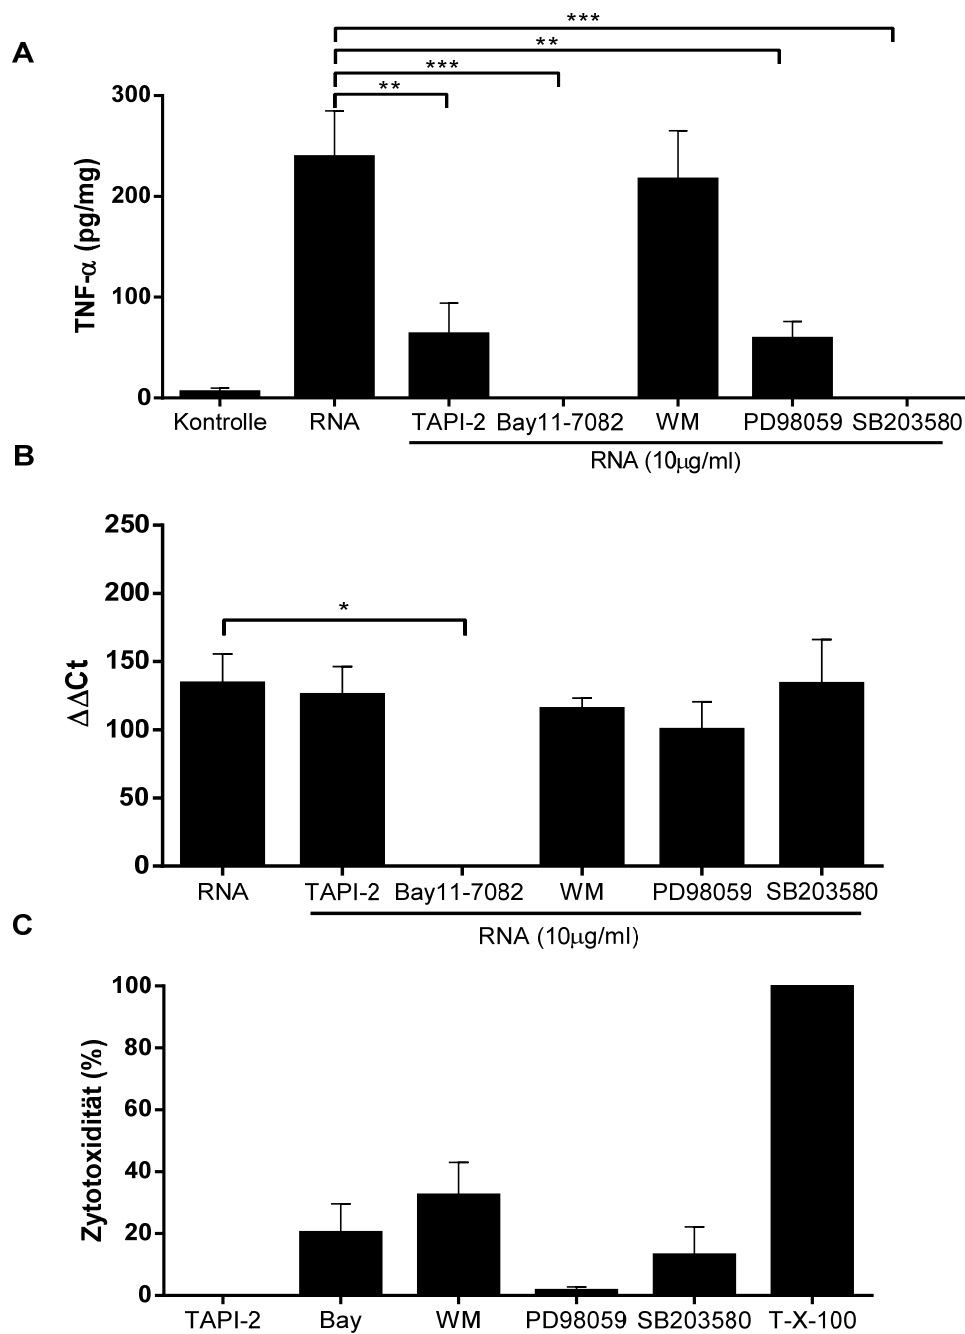 A
***
**
***
**
300
200
100
0
TNF-α (pg/mg)
Kontrolle RNA TAPI-2 Bay11-7082 WM PD98059 SB203580
RNA (10µg/ml)
B
250
200
150
100
50
0
ΔΔCt
*
RNA TAPI-2 Bay11-7082 WM PD98059 SB203580
RNA (10µg/ml)
C
100
80
60
40
20
0
Zytotoxidität (%)
TAPI-2 Bay WM PD98059 SB203580 T-X-100